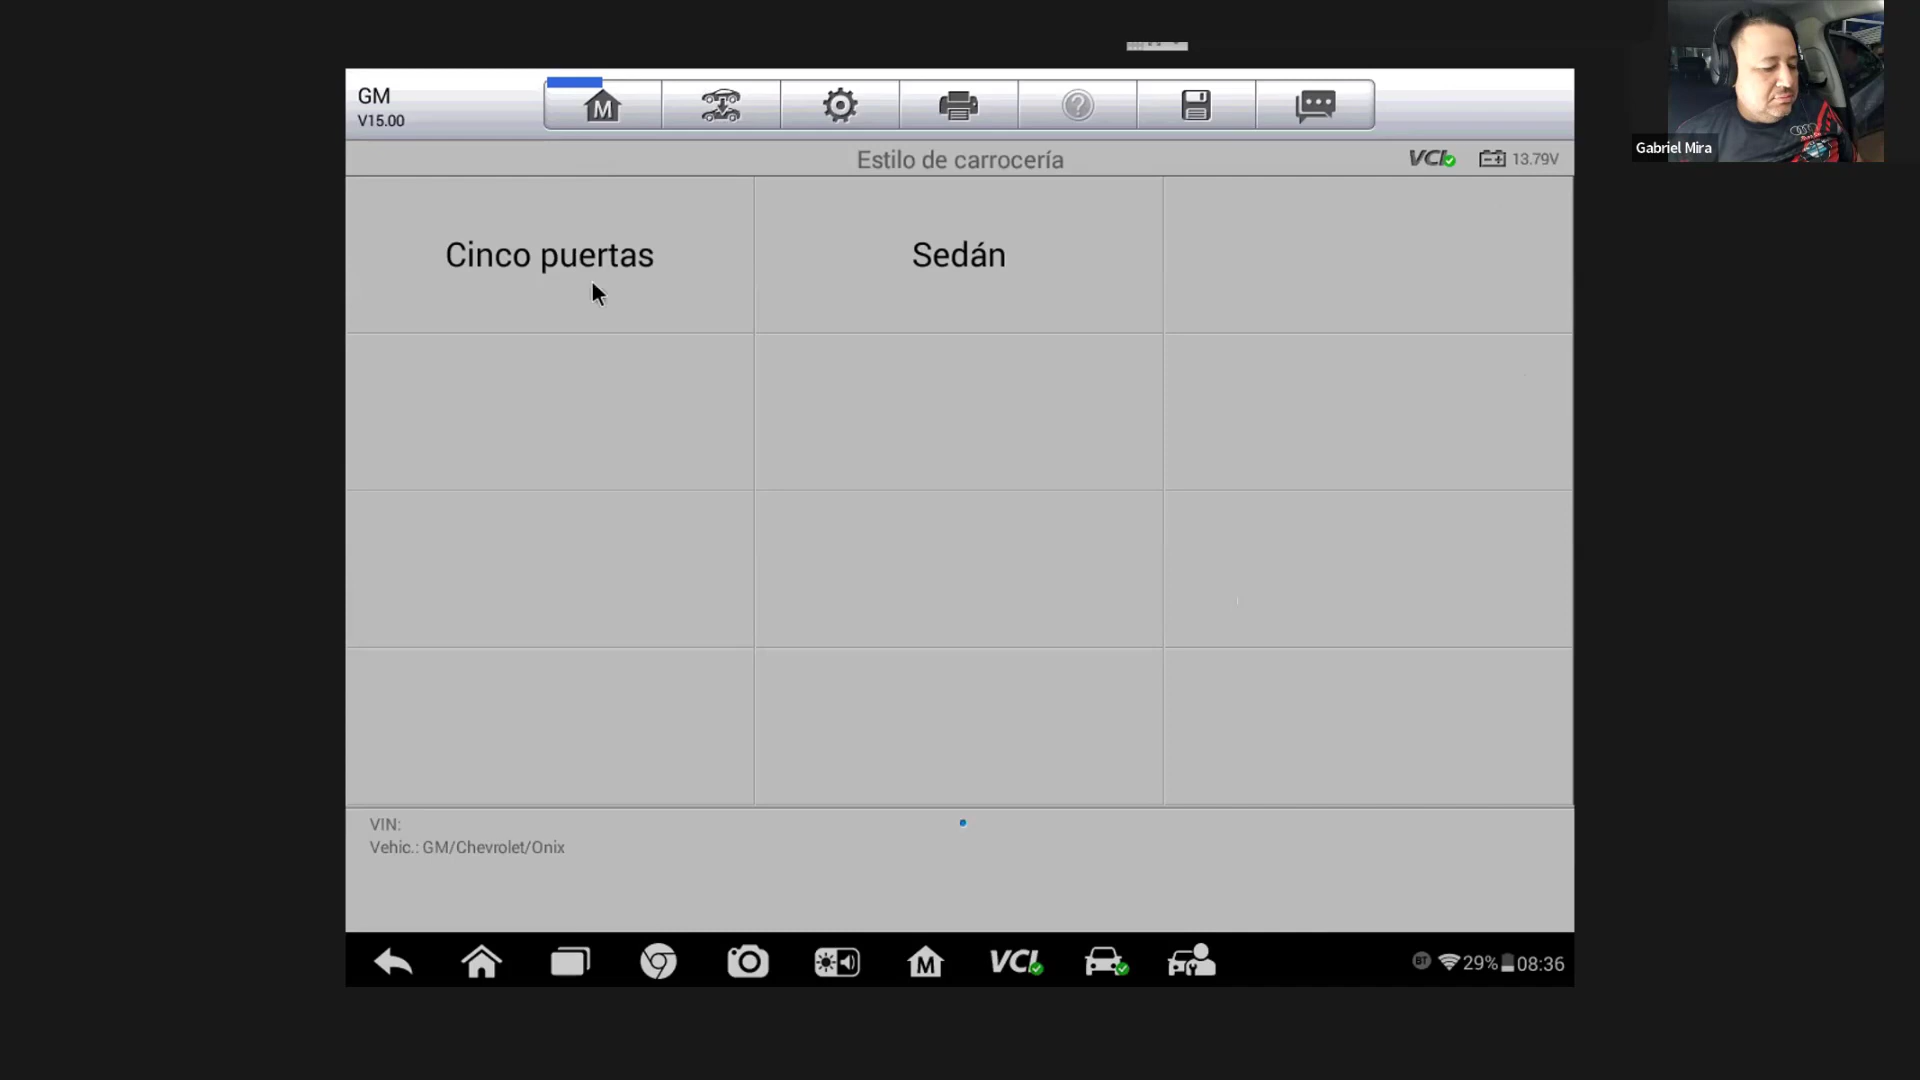 GM
V15.00
M
Estilo de carrocería
VCI
13.79V
Gabriel Mira
Cinco puertas
Sedán
VIN:
Vehic.: GM/Chevrolet/Onix
M
VCI
BT
29%
08:36